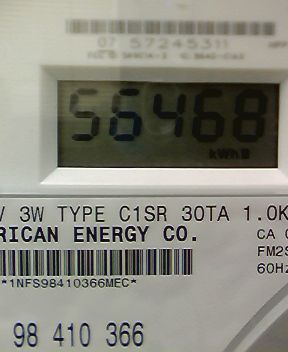 07 57245311
56468
kWh
3W TYPE C1SR 30TA 1.0K
RICAN ENERGY CO.
CA
FM2S
60Hz
*1NFS98410366MEC*
98 410 366